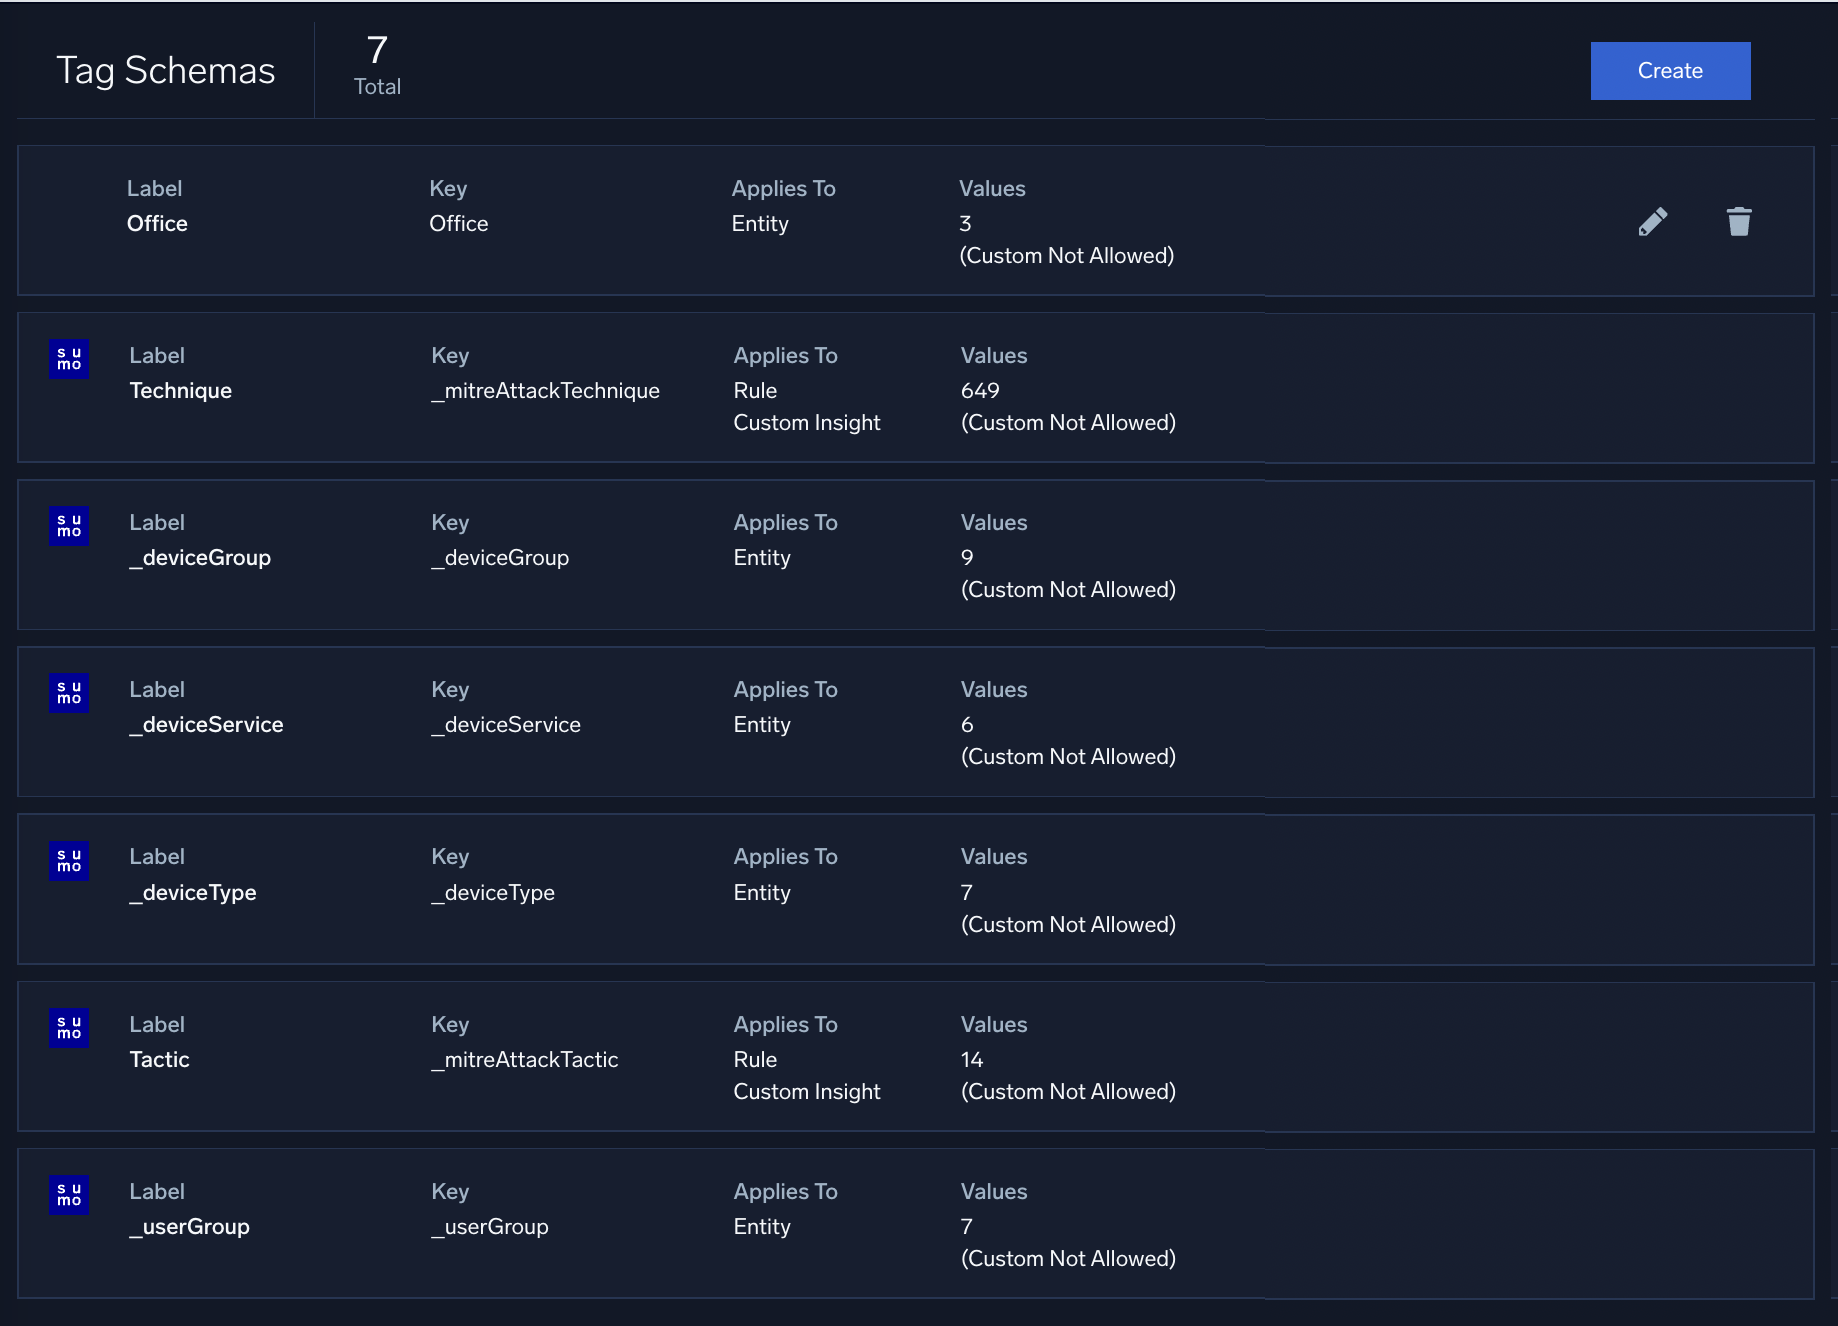 Tag Schemas
7
Total
Create
Label Key Applies To Values
Office Office Entity 3
(Custom Not Allowed)
su
mo
Label Key Applies To Values
Technique _mitreAttackTechnique Rule 649
Custom Insight (Custom Not Allowed)
su
mo
Label Key Applies To Values
_deviceGroup _deviceGroup Entity 9
(Custom Not Allowed)
su
mo
Label Key Applies To Values
_deviceService _deviceService Entity 6
(Custom Not Allowed)
su
mo
Label Key Applies To Values
_deviceType _deviceType Entity 7
(Custom Not Allowed)
su
mo
Label Key Applies To Values
Tactic _mitreAttackTactic Rule 14
Custom Insight (Custom Not Allowed)
su
mo
Label Key Applies To Values
_userGroup _userGroup Entity 7
(Custom Not Allowed)